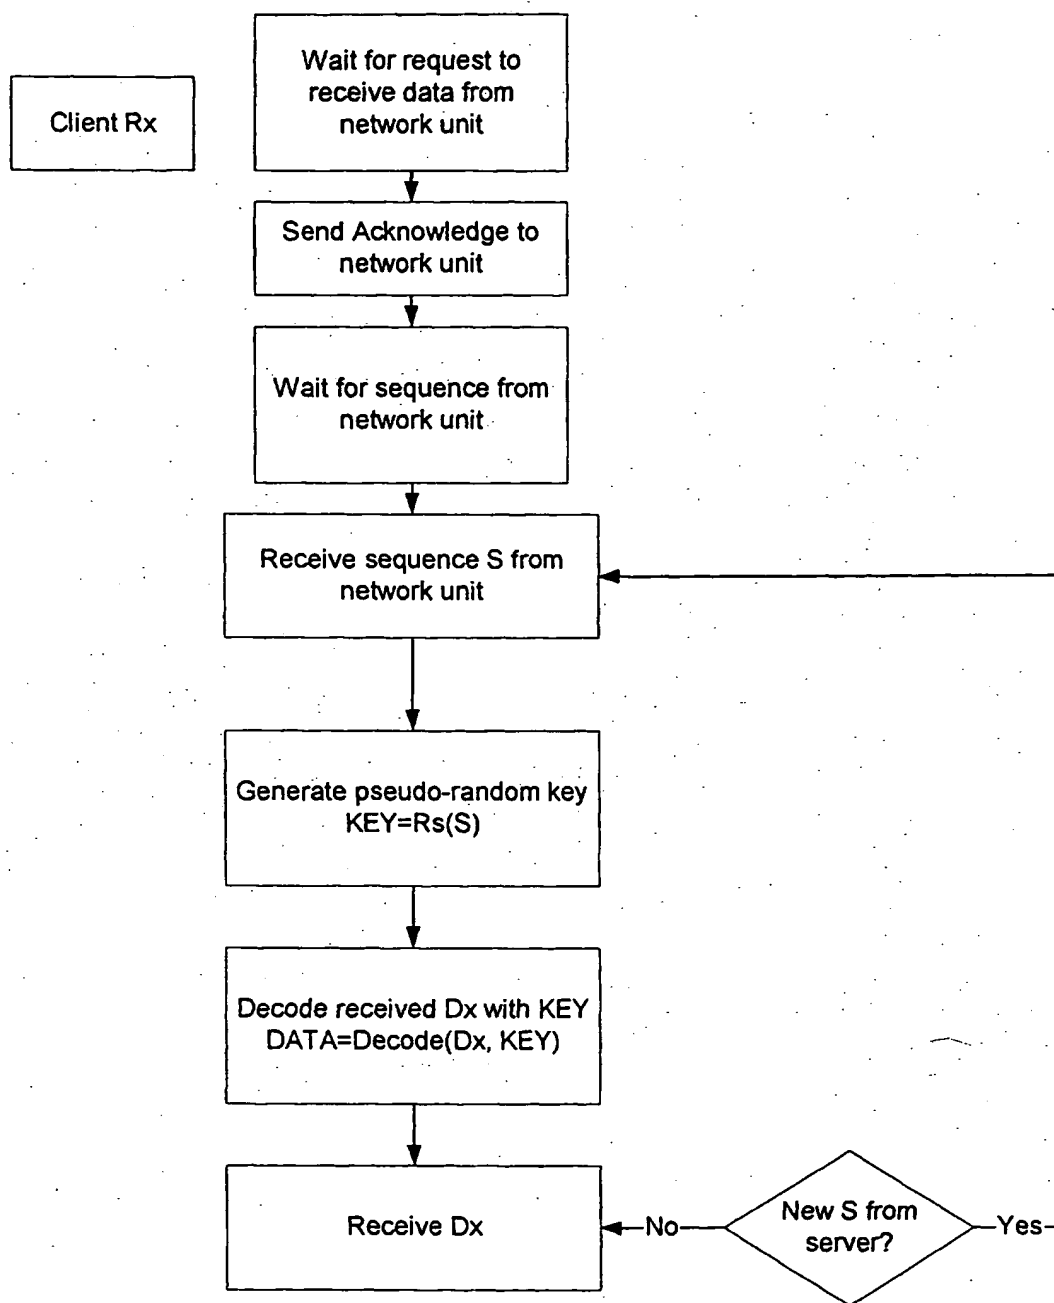 Client Rx
Wait for request to
receive data from
network unit
Send Acknowledge to
network unit
Wait for sequence from
network unit
Receive sequence S from
network unit
Generate pseudo-random key
KEY=Rs(S)
Decode received Dx with KEY
DATA=Decode(Dx, KEY)
Receive Dx
No
New S from
server?
Yes